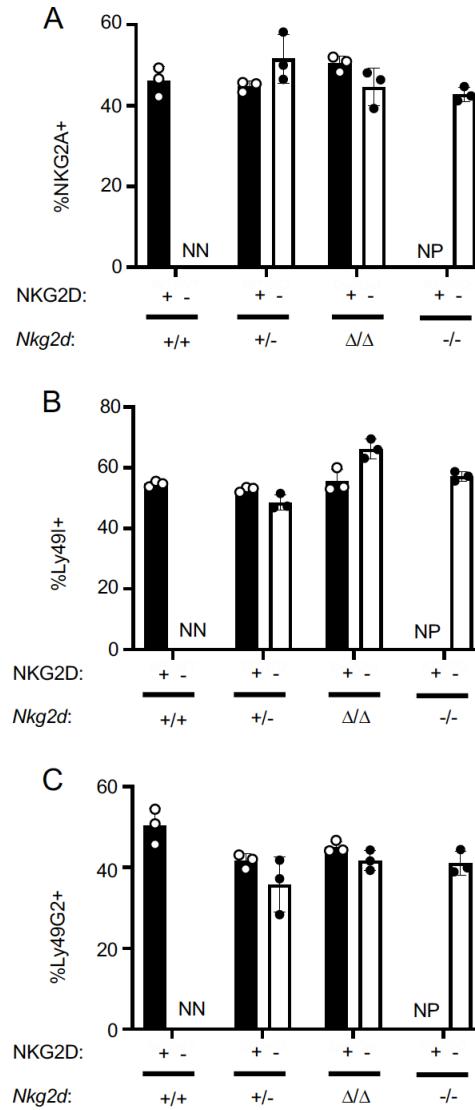 A
%NKG2A+
60
40
20
0
NN
NP
NKG2D: + - + - + - + -
Nkg2d: +/+ +/- Δ/Δ -/-
B
%Ly49I+
80
60
40
20
0
NN
NP
NKG2D: + - + - + - + -
Nkg2d: +/+ +/- Δ/Δ -/-
C
%Ly49G2+
60
40
20
0
NN
NP
NKG2D: + - + - + - + -
Nkg2d: +/+ +/- Δ/Δ -/-